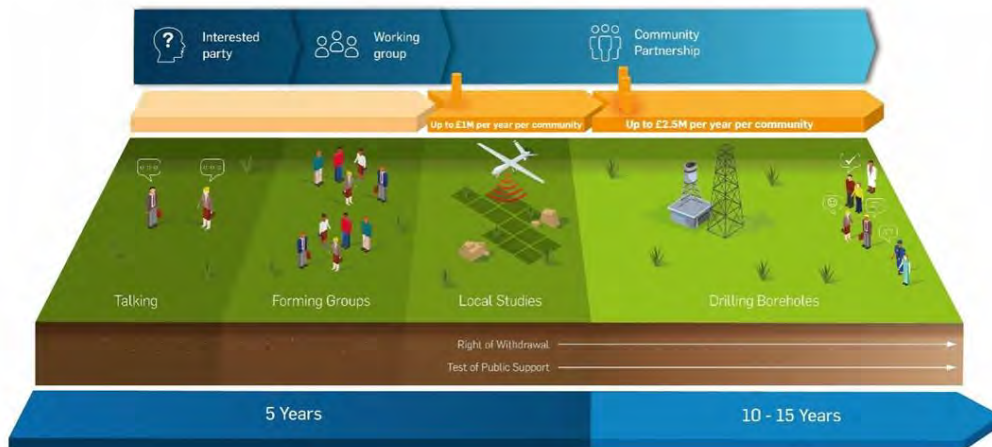 Interested
party
Working
group
Community
Partnership
Up to £1M per year per community
Up to £2.5M per year per community
Talking
Forming Groups
Local Studies
Drilling Boreholes
Right of Withdrawal
Test of Public Support
5 Years
10 - 15 Years